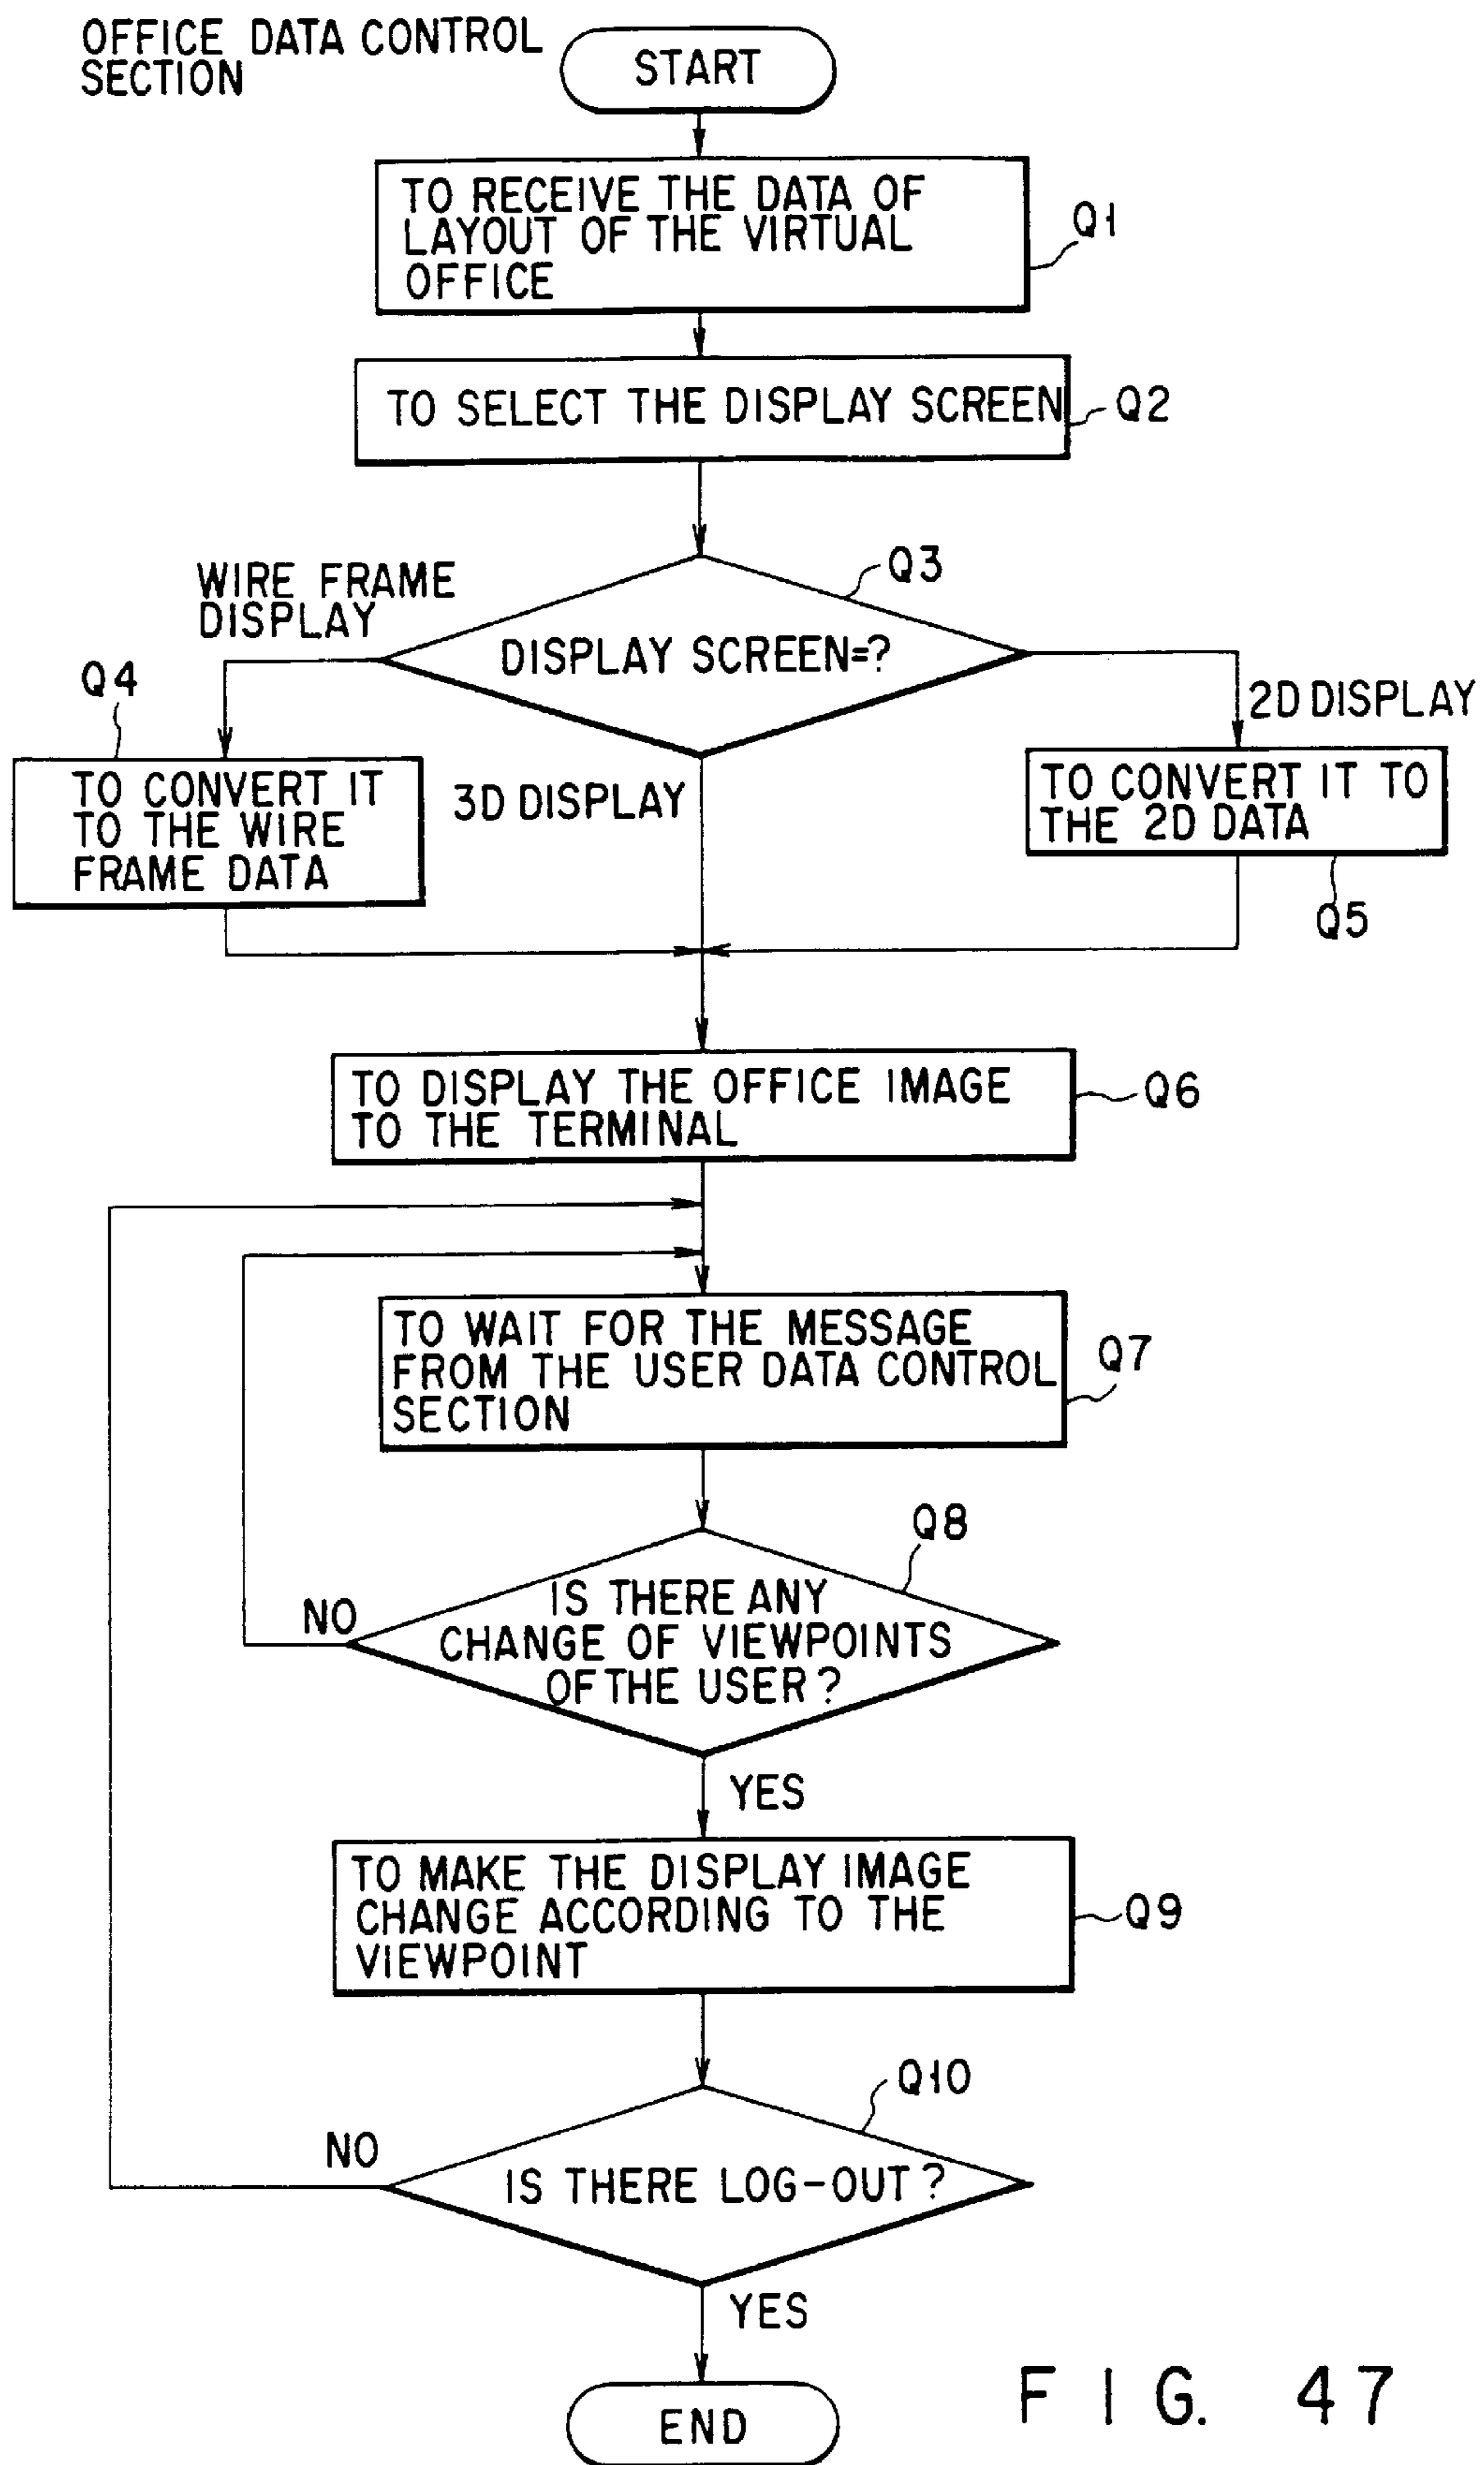 OFFICE DATA CONTROL
SECTION
START
TO RECEIVE THE DATA OF
LAYOUT OF THE VIRTUAL
OFFICE
Q1
TO SELECT THE DISPLAY SCREEN
Q2
Q3
WIRE FRAME
DISPLAY
DISPLAY SCREEN=?
2D DISPLAY
Q4
TO CONVERT IT
TO THE WIRE
FRAME DATA
3D DISPLAY
TO CONVERT IT TO
THE 2D DATA
Q5
TO DISPLAY THE OFFICE IMAGE
TO THE TERMINAL
Q6
TO WAIT FOR THE MESSAGE
FROM THE USER DATA CONTROL
SECTION
Q7
Q8
NO
IS THERE ANY
CHANGE OF VIEWPOINTS
OF THE USER?
YES
TO MAKE THE DISPLAY IMAGE
CHANGE ACCORDING TO THE
VIEWPOINT
Q9
Q10
NO
IS THERE LOG-OUT?
YES
END
FIG. 47